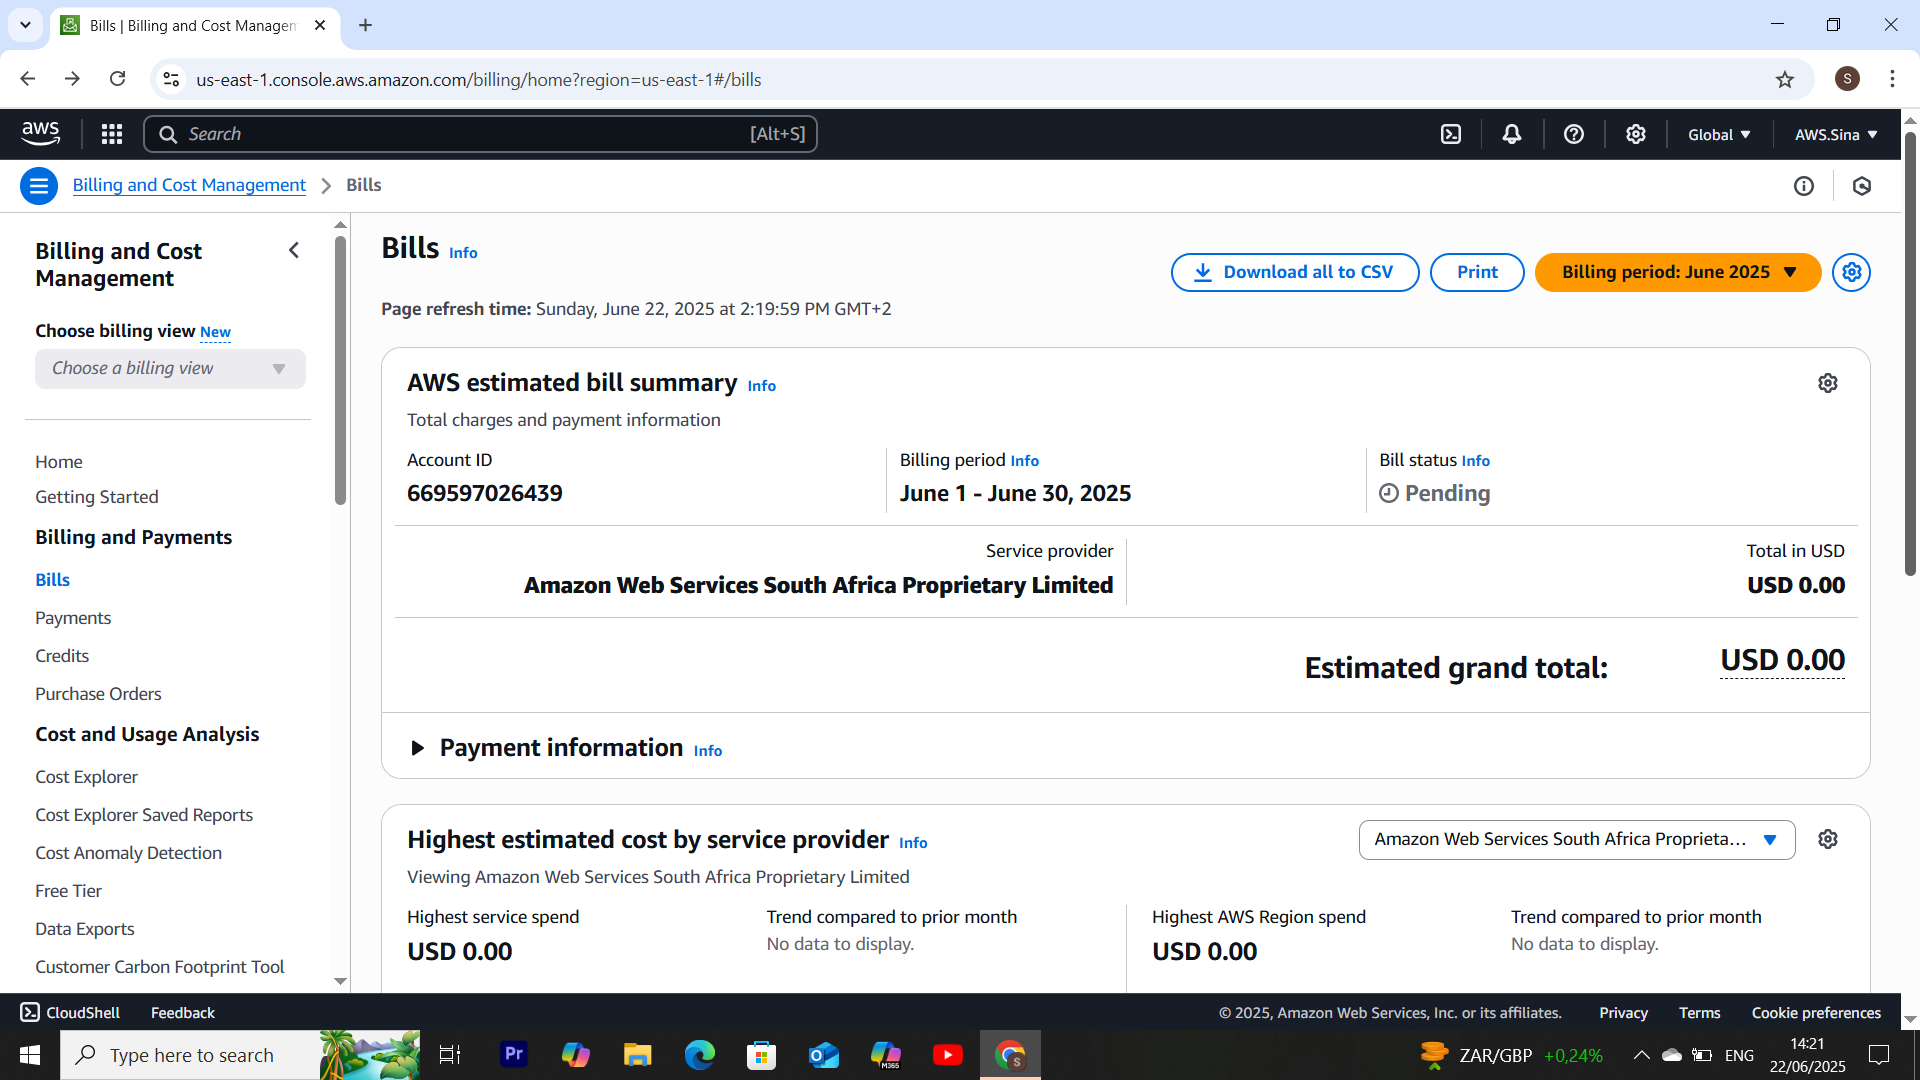 Bills | Billing and Cost Managem
us-east-1.console.aws.amazon.com/billing/home?region=us-east-1#/bills
S
aws
Search
[Alt+S]
Global
AWS.Sina
Billing and Cost Management
Bills
Billing and Cost
Management
Choose billing view New
Choose a billing view
Home
Getting Started
Billing and Payments
Bills
Payments
Credits
Purchase Orders
Cost and Usage Analysis
Cost Explorer
Cost Explorer Saved Reports
Cost Anomaly Detection
Free Tier
Data Exports
Customer Carbon Footprint Tool
Bills Info
Download all to CSV
Print
Billing period: June 2025
Page refresh time: Sunday, June 22, 2025 at 2:19:59 PM GMT+2
AWS estimated bill summary Info
Total charges and payment information
Account ID
669597026439
Billing period Info
June 1 - June 30, 2025
Bill status Info
Pending
Service provider
Amazon Web Services South Africa Proprietary Limited
Total in USD
USD 0.00
Estimated grand total:
USD 0.00
Payment information Info
Highest estimated cost by service provider Info
Amazon Web Services South Africa Proprieta...
Viewing Amazon Web Services South Africa Proprietary Limited
Highest service spend
USD 0.00
Trend compared to prior month
No data to display.
Highest AWS Region spend
USD 0.00
Trend compared to prior month
No data to display.
CloudShell
Feedback
© 2025, Amazon Web Services, Inc. or its affiliates.
Privacy
Terms
Cookie preferences
Type here to search
Pr
M365
S
ZAR/GBP +0,24%
ENG
14:21
22/06/2025